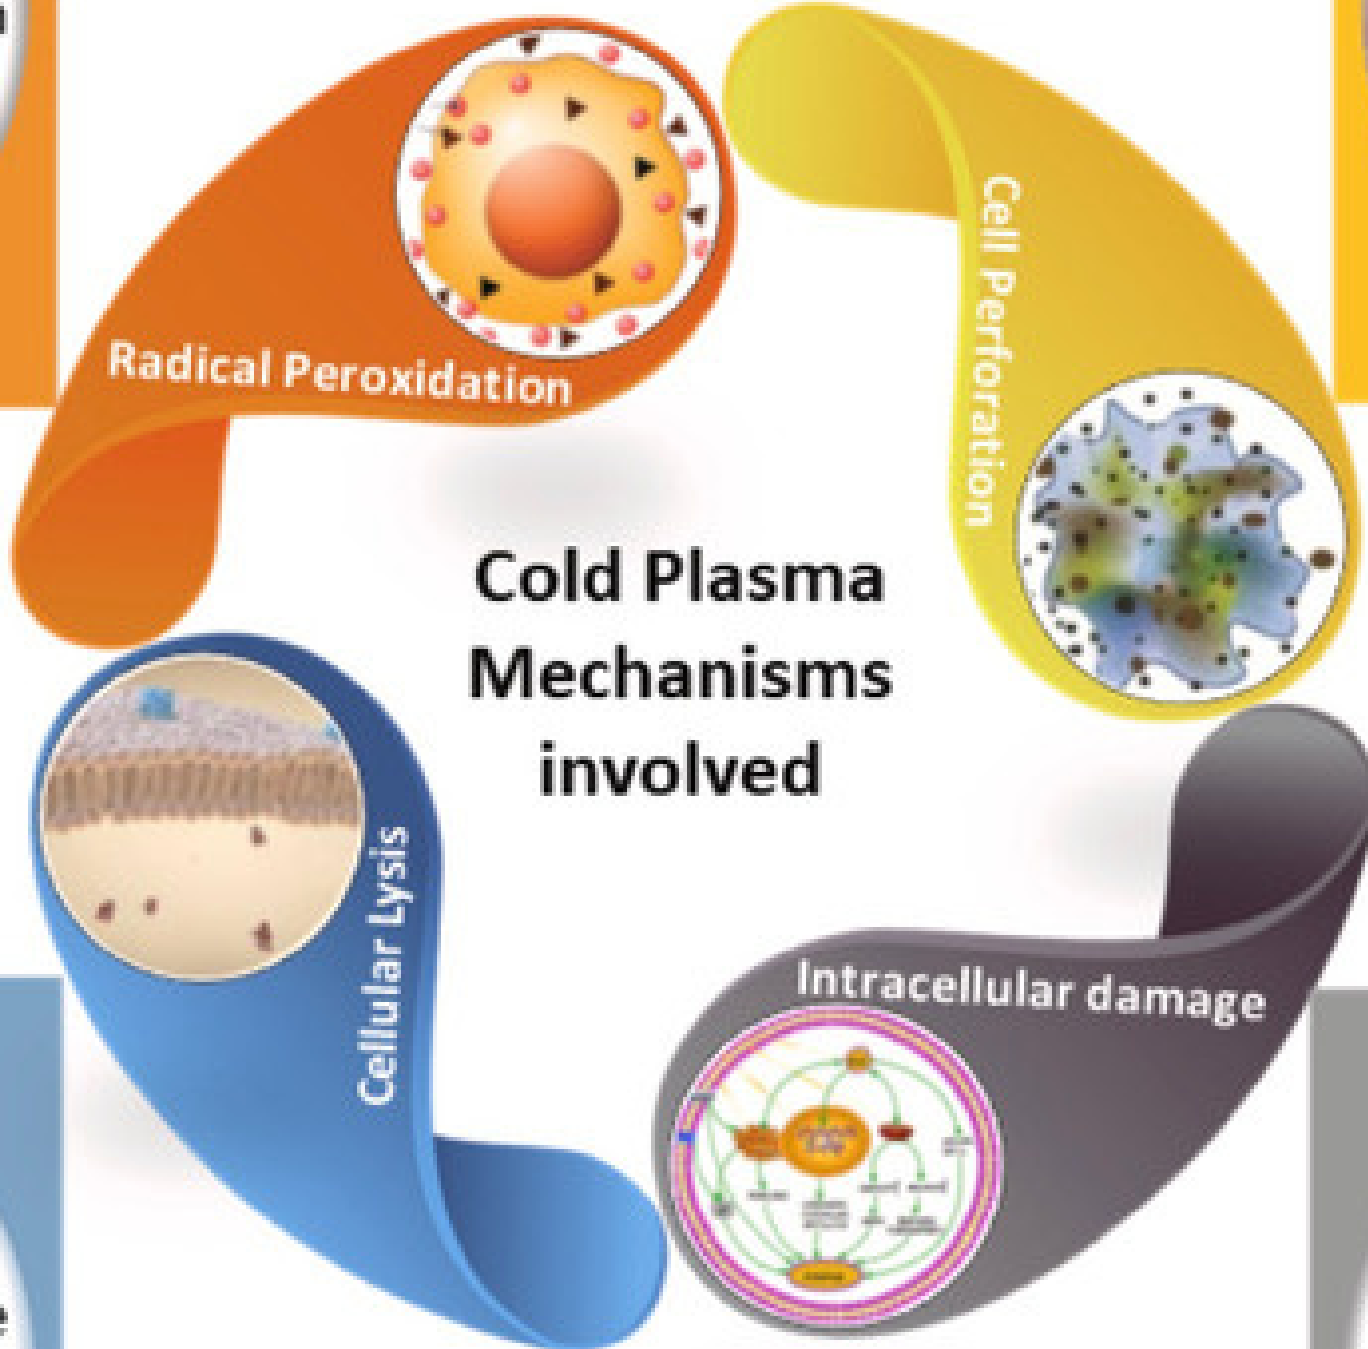 Radical Peroxidation
Cell Perforation
Cold Plasma
Mechanisms
involved
Cellular Lysis
Intracellular damage